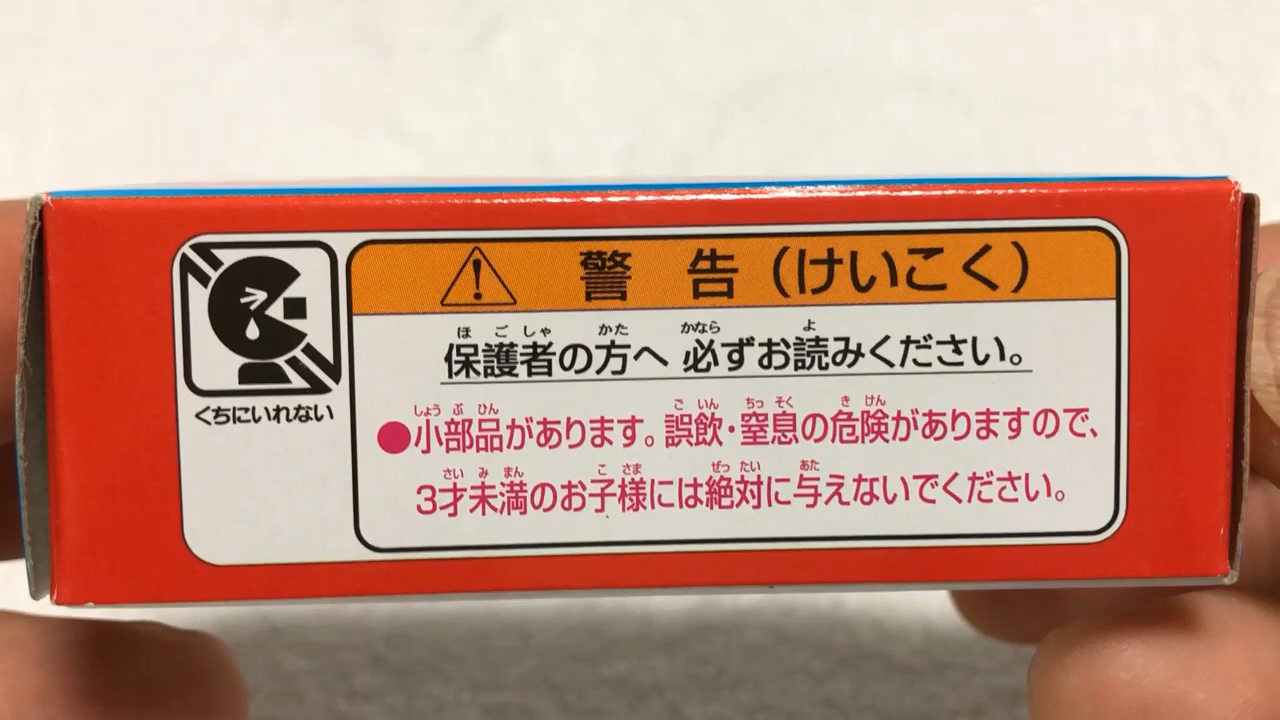 警 告（けいこく）
ほ ご しゃ かた かなら よ
保護者の方へ 必ずお読みください。
くちにいれない
しょう ぶ ひん ご いん ちっ そく き けん
●小部品があります。誤飲・窒息の危険がありますので、
さい み まん こ さま ぜっ たい あた
3才未満のお子様には絶対に与えないでください。